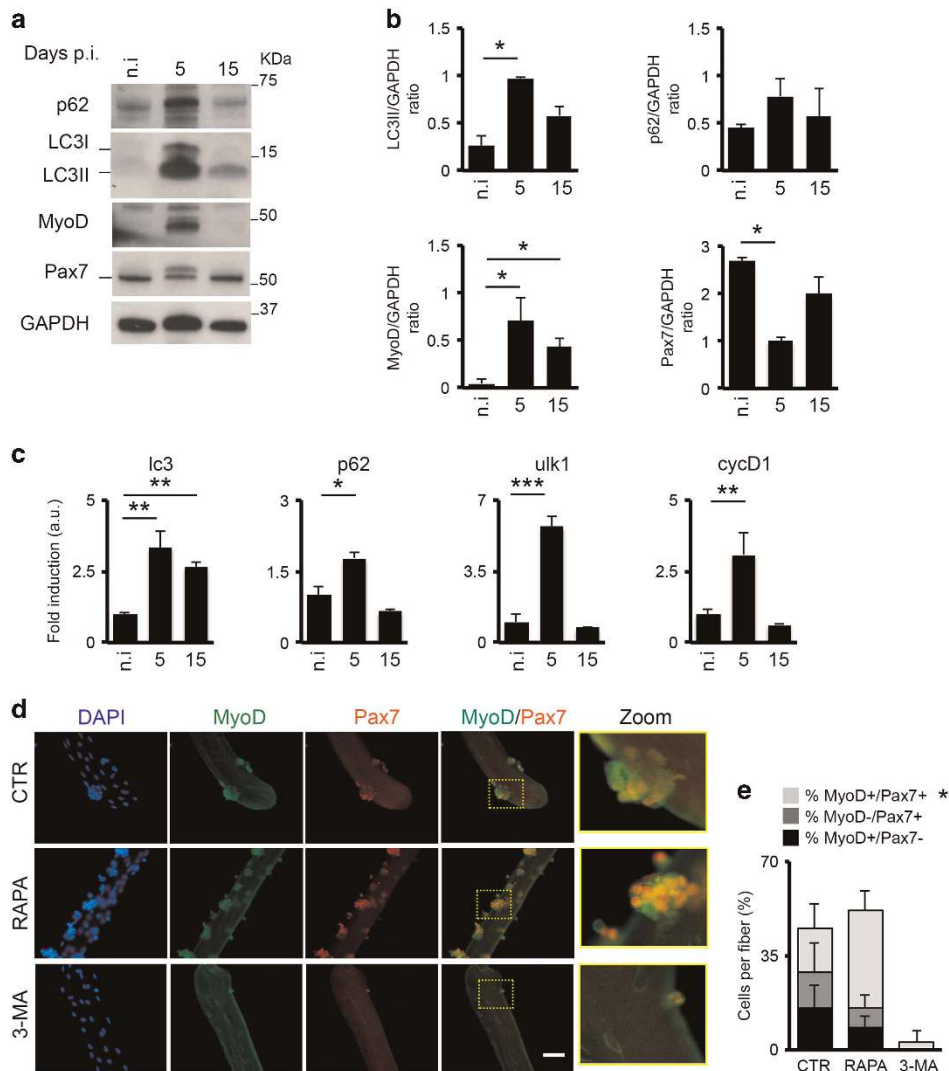 a
Days p.i.
n.i 5 15 KDa
75
p62
LC3I
15
LC3II
MyoD
50
Pax7
50
37
GAPDH
b
LC3II/GAPDH
ratio
1.5
1
0.5
0
*
n.i 5 15
p62/GAPDH
ratio
1.5
1
0.5
0
n.i 5 15
MyoD/GAPDH
ratio
1.5
1
0.5
0
*
*
n.i 5 15
Pax7/GAPDH
ratio
3
2
1
0
*
n.i 5 15
c
Fold induction (a.u.)
lc3
5
2.5
0
**
**
n.i 5 15
p62
3
1.5
0
*
n.i 5 15
ulk1
7
3.5
0
***
n.i 5 15
cycD1
5
2.5
0
**
n.i 5 15
d
DAPI MyoD Pax7 MyoD/Pax7 Zoom
CTR
RAPA
3-MA
e
% MyoD+/Pax7+ *
% MyoD-/Pax7+
% MyoD+/Pax7-
Cells per fiber (%)
70
35
0
CTR RAPA 3-MA